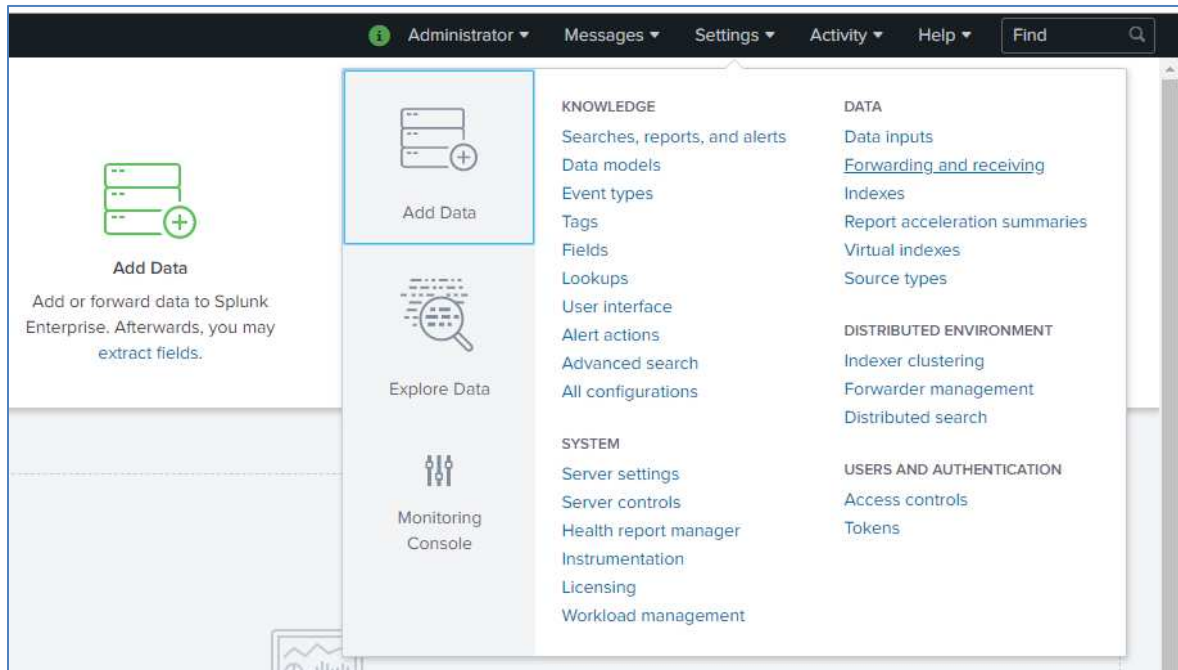 Administrator
Messages
Settings
Activity
Help
Find
Add Data
Add or forward data to Splunk
Enterprise. Afterwards, you may
extract fields.
Add Data
Explore Data
Monitoring
Console
KNOWLEDGE
Searches, reports, and alerts
Data models
Event types
Tags
Fields
Lookups
User interface
Alert actions
Advanced search
All configurations
SYSTEM
Server settings
Server controls
Health report manager
Instrumentation
Licensing
Workload management
DATA
Data inputs
Forwarding and receiving
Indexes
Report acceleration summaries
Virtual indexes
Source types
DISTRIBUTED ENVIRONMENT
Indexer clustering
Forwarder management
Distributed search
USERS AND AUTHENTICATION
Access controls
Tokens